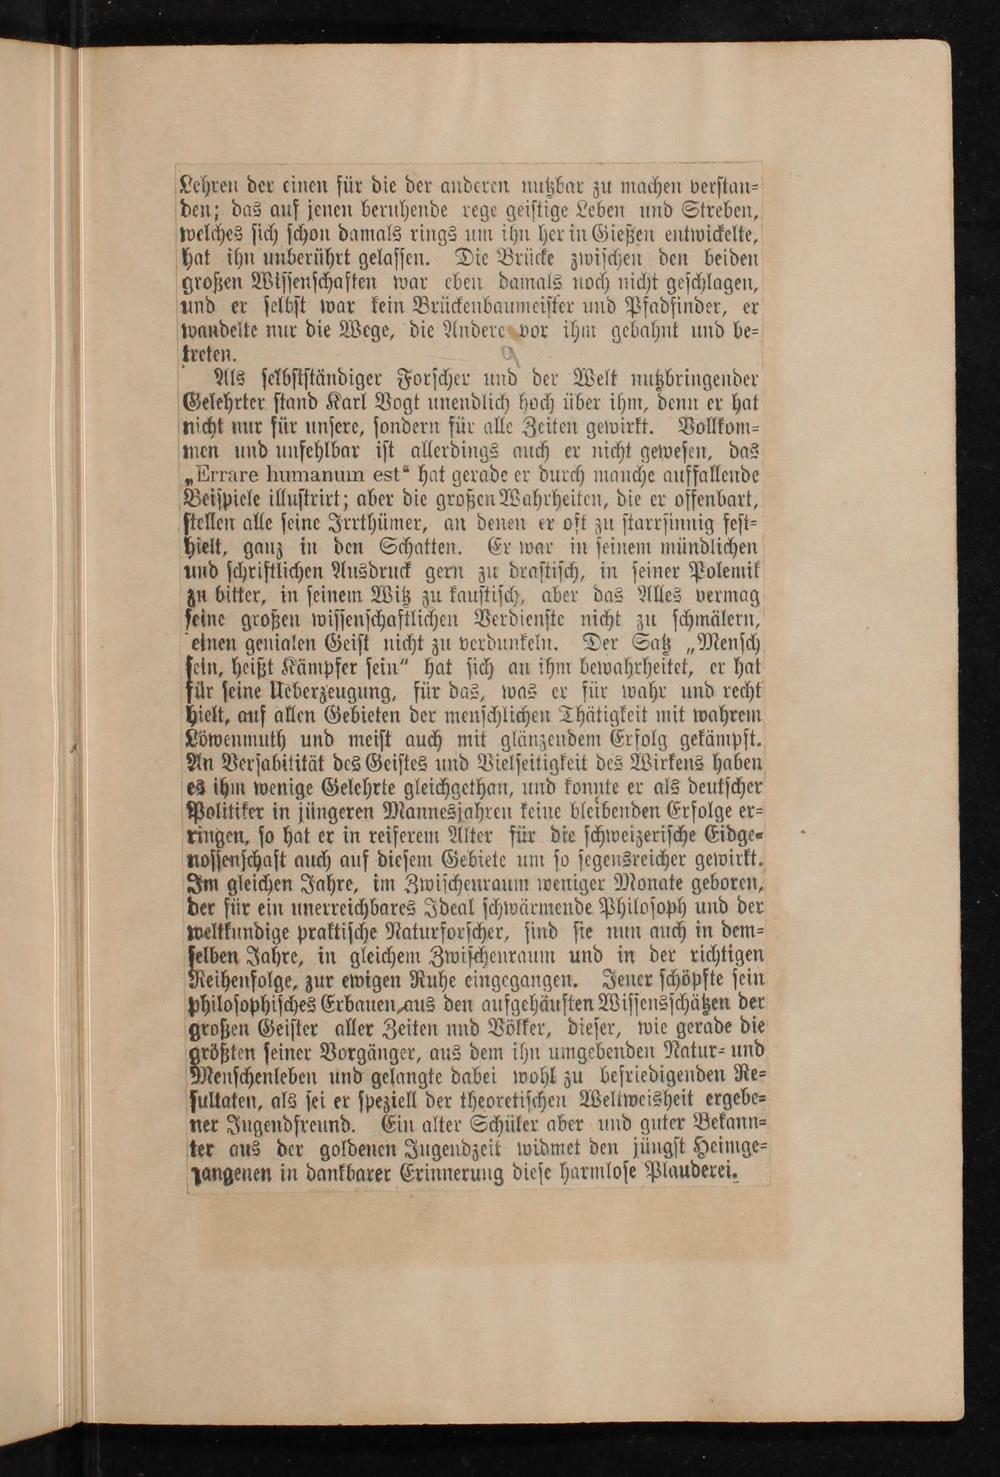 Lehren der einen für die der anderen nutzbar zu machen verstan-
den; das auf jenen beruhende rege geistige Leben und Streben,
welches sich schon damals rings um ihn her in Gießen entwickelte,
hat ihn unberührt gelassen. Die Brücke zwischen den beiden
großen Wissenschaften war eben damals noch nicht geschlagen,
und er selbst war kein Brückenbaumeister und Pfadfinder, er
wandelte nur die Wege, die Andere vor ihm gebahnt und be-
treten.
9
Als selbstständiger Forscher und der Welt nutzbringender
Gelehrter stand Karl Vogt unendlich hoch über ihm, denn er hat
nicht nur für unsere, sondern für alle Zeiten gewirkt. Vollkom-
men und unfehlbar ist allerdings auch er nicht gewesen, das
„Errare humanum est“ hat gerade er durch manche auffallende
Beispiele illustrirt; aber die großen Wahrheiten, die er offenbart,
stellen alle seine Irrthümer, an denen er oft zu starrsinnig fest-
hielt, ganz in den Schatten. Er war in seinem mündlichen
und schriftlichen Ausdruck gern zu drastisch, in seiner Polemik
zu bitter, in seinem Witz zu kaustisch, aber das Alles vermag
seine großen wissenschaftlichen Verdienste nicht zu schmälern,
einen genialen Geist nicht zu verdunkeln. Der Satz „Mensch
sein, heißt Kämpfer sein“ hat sich an ihm bewahrheitet, er hat
für seine Ueberzeugung, für das, was er für wahr und recht
hielt, auf allen Gebieten der menschlichen Thätigkeit mit wahrem
Löwenmuth und meist auch mit glänzendem Erfolg gekämpft.
An Versabilität des Geistes und Vielseitigkeit des Wirkens haben
es ihm wenige Gelehrte gleichgethan, und konnte er als deutscher
Politiker in jüngeren Mannesjahren keine bleibenden Erfolge er-
ringen, so hat er in reiferem Alter für die schweizerische Eidge-
nossenschaft auch auf diesem Gebiete um so segensreicher gewirkt.
Im gleichen Jahre, im Zwischenraum weniger Monate geboren,
der für ein unerreichbares Ideal schwärmende Philosoph und der
weltkundige praktische Naturforscher, sind sie nun auch in dem-
selben Jahre, in gleichem Zwischenraum und in der richtigen
Reihenfolge, zur ewigen Ruhe eingegangen. Jener schöpfte sein
philosophisches Erbauen aus den aufgehäuften Wissensschätzen der
großen Geister aller Zeiten und Völker, dieser, wie gerade die
größten seiner Vorgänger, aus dem ihn umgebenden Natur- und
Menschenleben und gelangte dabei wohl zu befriedigenden Re-
sultaten, als sei er speziell der theoretischen Weltweisheit ergebe-
ner Jugendfreund. Ein alter Schüler aber und guter Bekann-
ter aus der goldenen Jugendzeit widmet den jüngst Heimge-
gangenen in dankbarer Erinnerung diese harmlose Plauderei.